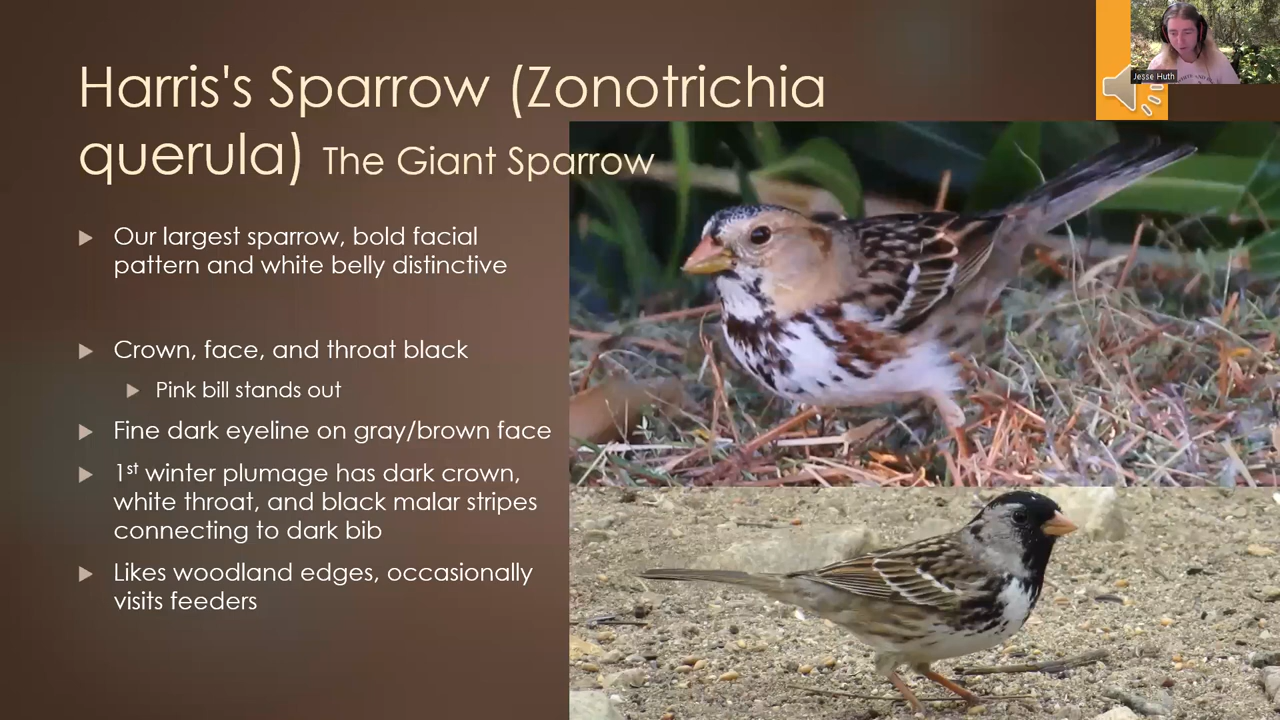 Harris's Sparrow (Zonotrichia
querula) The Giant Sparrow
Our largest sparrow, bold facial
pattern and white belly distinctive
Crown, face, and throat black
Pink bill stands out
Fine dark eyeline on gray/brown face
1st winter plumage has dark crown,
white throat, and black malar stripes
connecting to dark bib
Likes woodland edges, occasionally
visits feeders
Jesse Huth